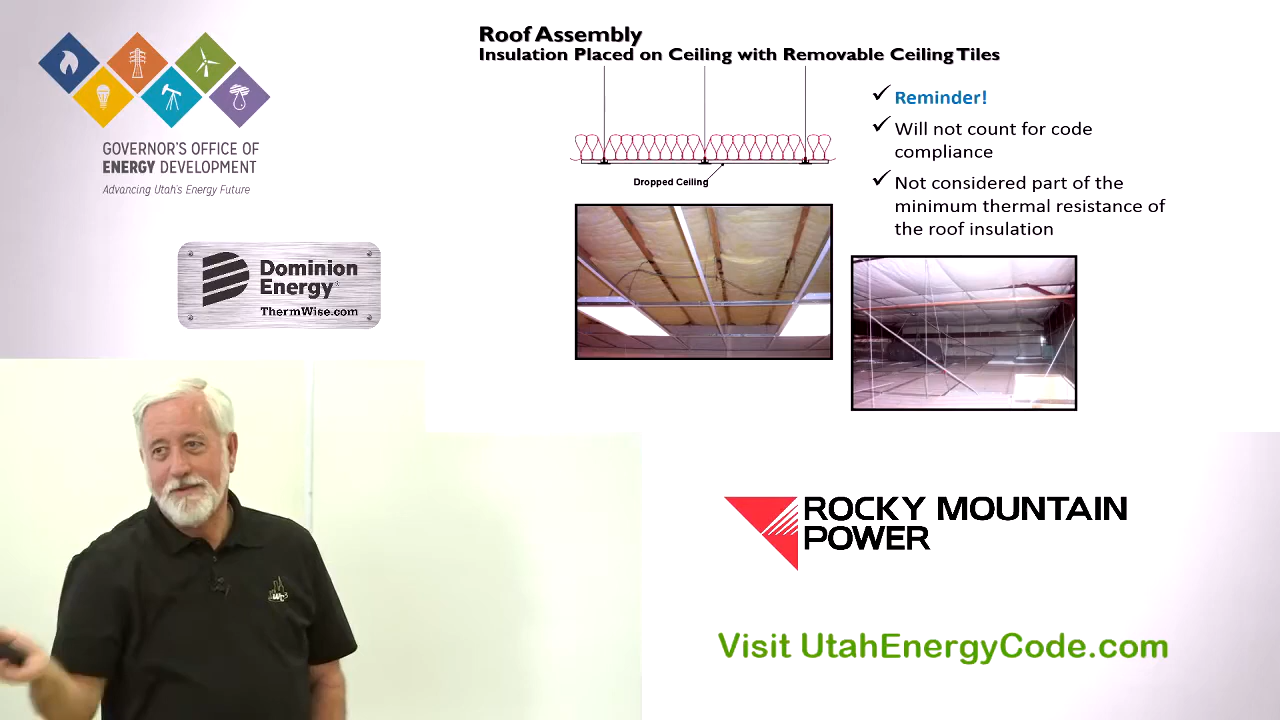 Roof Assembly
Insulation Placed on Ceiling with Removable Ceiling Tiles
Dropped Ceiling
Reminder!
Will not count for code
compliance
Not considered part of the
minimum thermal resistance of
the roof insulation
GOVERNOR'S OFFICE OF
ENERGY DEVELOPMENT
Advancing Utah's Energy Future
Dominion
Energy®
ThermWise.com
ROCKY MOUNTAIN
POWER
Visit UtahEnergyCode.com